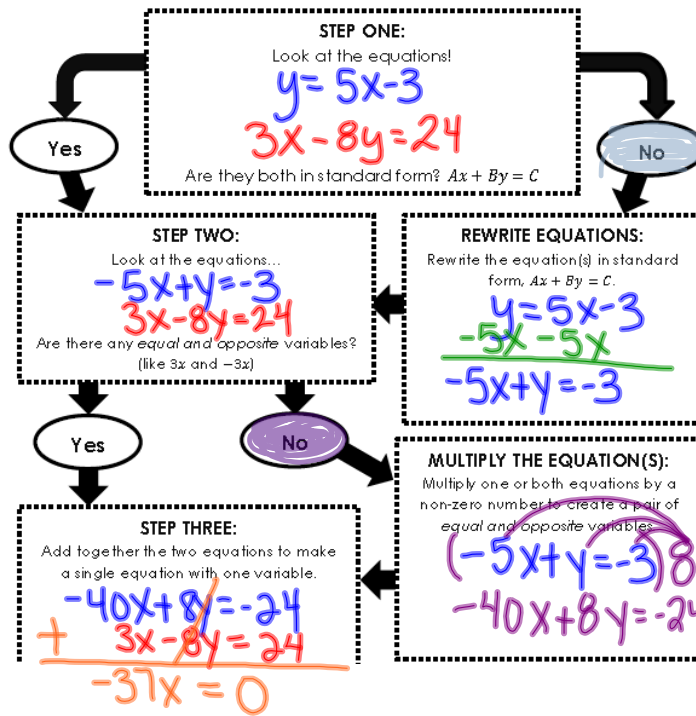 STEP ONE:
Look at the equations!
y = 5x-3
3x - 8y = 24
Are they both in standard form? Ax + By = C
Yes
No
STEP TWO:
Look at the equations...
-5x+y=-3
3x-8y=24
Are there any equal and opposite variables?
(like 3x and −3x)
REWRITE EQUATIONS:
Rewrite the equation(s) in standard
form, Ax + By = C.
y=5x-3
-5x -5x
-5x+y=-3
Yes
No
MULTIPLY THE EQUATION(S):
Multiply one or both equations by a
non-zero number to create a pair of
equal and opposite variables
(-5x+y=-3)8
-40x+8y=-24
STEP THREE:
Add together the two equations to make
a single equation with one variable.
-40x+8y=-24
+ 3x-8y=24
-37x = 0